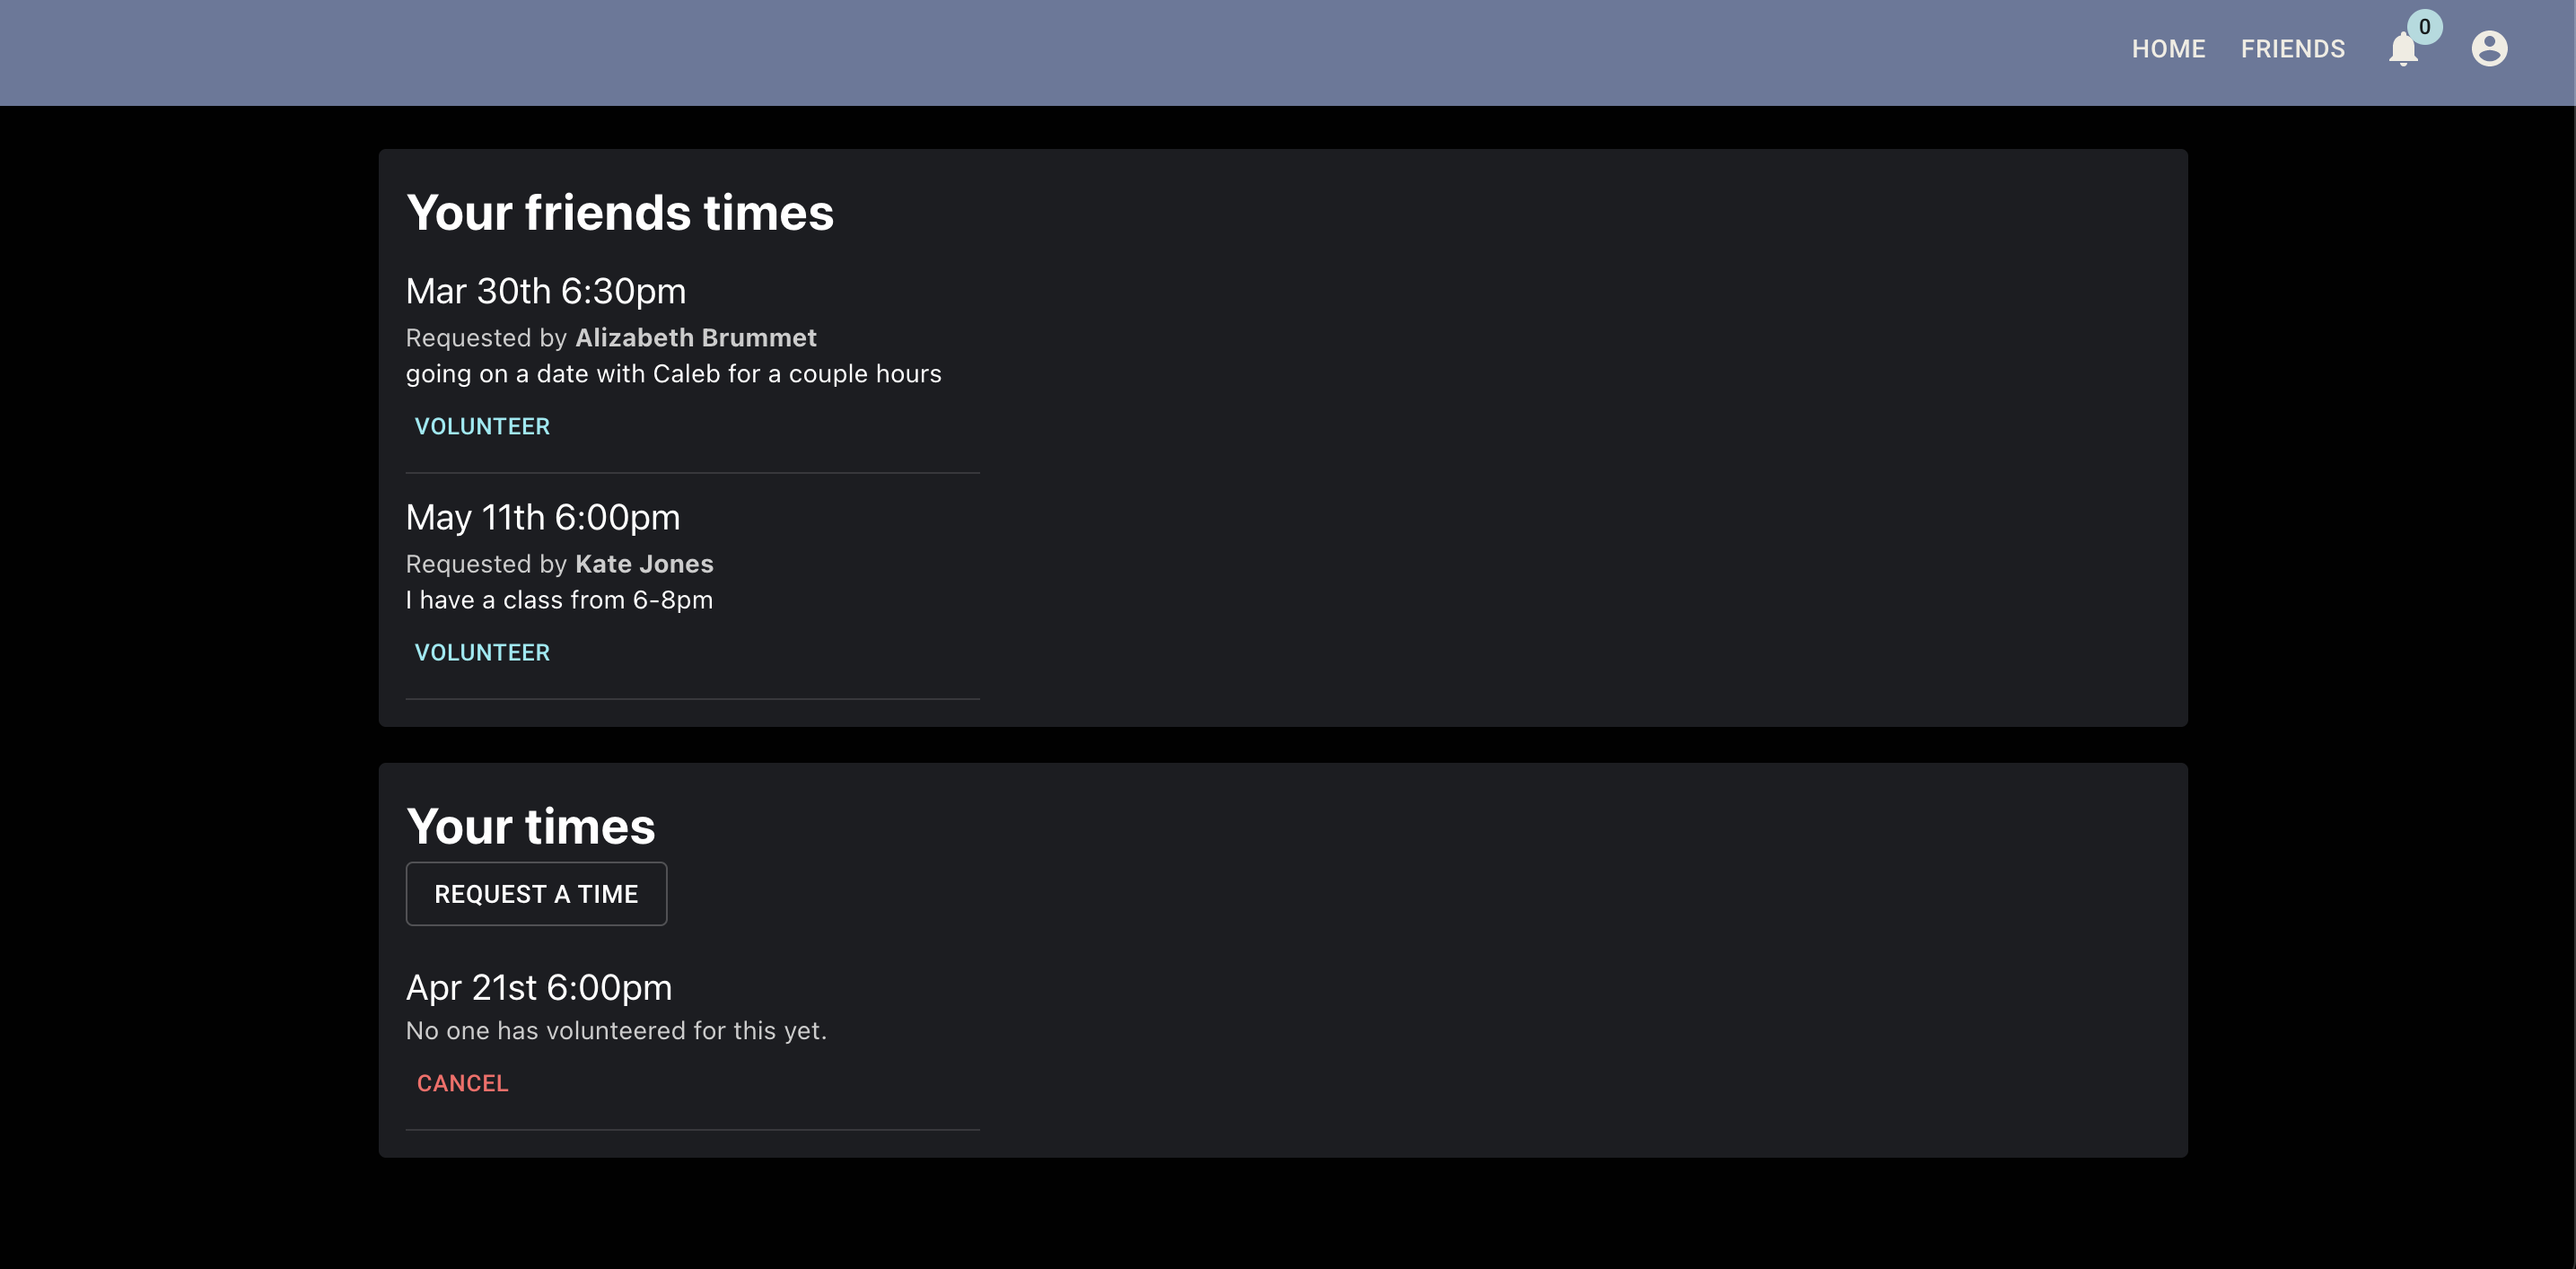 HOME FRIENDS 0
Your friends times
Mar 30th 6:30pm
Requested by Alizabeth Brummet
going on a date with Caleb for a couple hours
VOLUNTEER
May 11th 6:00pm
Requested by Kate Jones
I have a class from 6-8pm
VOLUNTEER
Your times
REQUEST A TIME
Apr 21st 6:00pm
No one has volunteered for this yet.
CANCEL